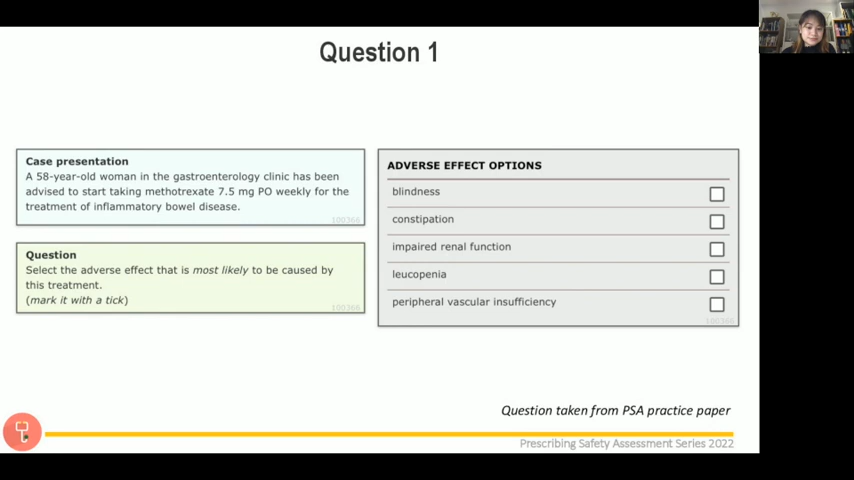 Question 1
Case presentation
A 58-year-old woman in the gastroenterology clinic has been
advised to start taking methotrexate 7.5 mg PO weekly for the
treatment of inflammatory bowel disease.
100366
Question
Select the adverse effect that is most likely to be caused by
this treatment.
(mark it with a tick)
100366
ADVERSE EFFECT OPTIONS
blindness
constipation
impaired renal function
leucopenia
peripheral vascular insufficiency
100366
Question taken from PSA practice paper
Prescribing Safety Assessment Series 2022